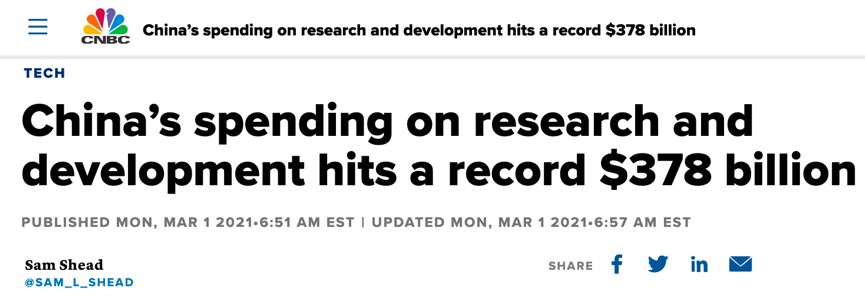 CNBC
China's spending on research and development hits a record $378 billion
TECH
China's spending on research and
development hits a record $378 billion
PUBLISHED MON, MAR 1 2021•6:51 AM EST | UPDATED MON, MAR 1 2021•6:57 AM EST
Sam Shead
@SAM_L_SHEAD
SHARE